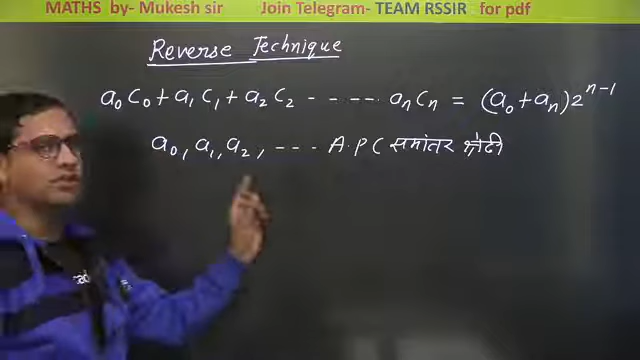 MATHS by- Mukesh sir Join Telegram- TEAM RSSIR for pdf
Reverse Technique
a₀C₀ + a₁C₁ + a₂C₂ ------ aₙCₙ = (a₀+aₙ)2ⁿ⁻¹
a₀, a₁, a₂, --- A.P ( समांतर श्रेढी